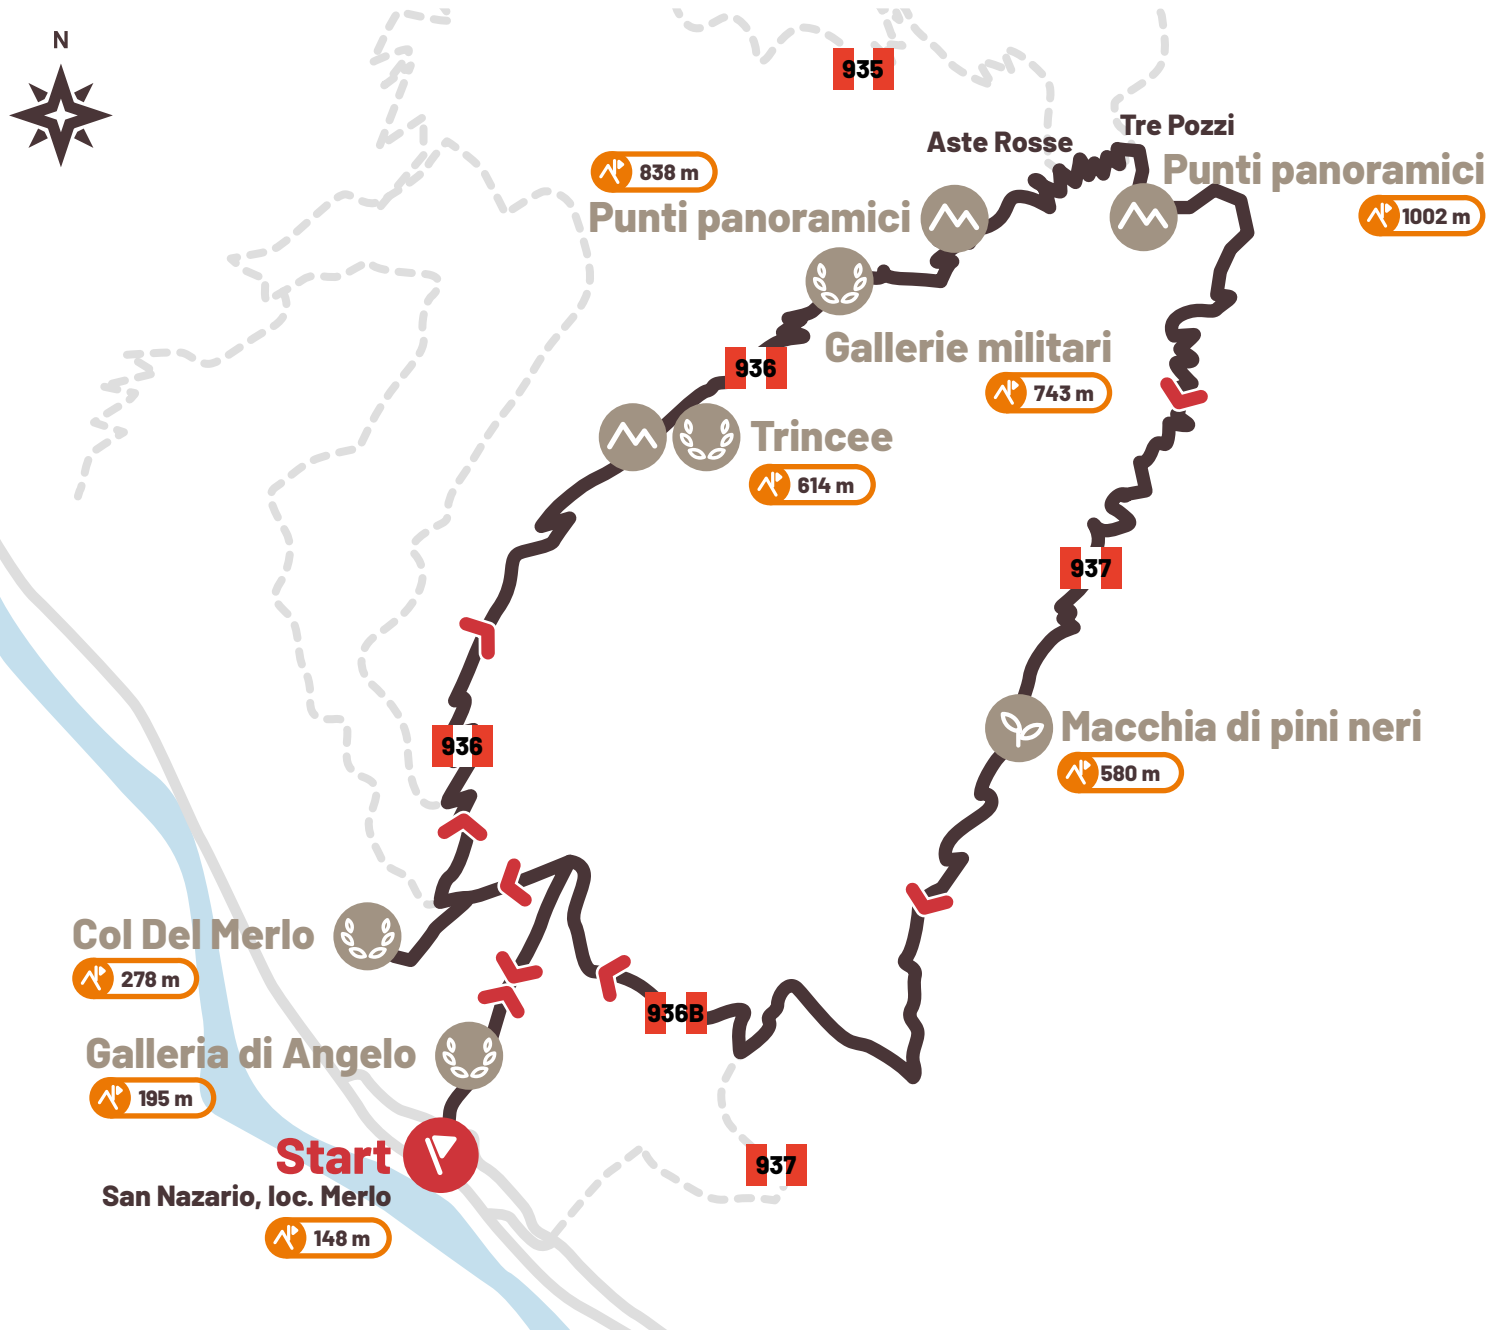 N
935
Tre Pozzi
Aste Rosse
Punti panoramici
838 m
1002 m
Punti panoramici
Gallerie militari
936
743 m
Trincee
614 m
937
936
Macchia di pini neri
580 m
Col Del Merlo
278 m
936B
Galleria di Angelo
195 m
Start
937
San Nazario, loc. Merlo
148 m